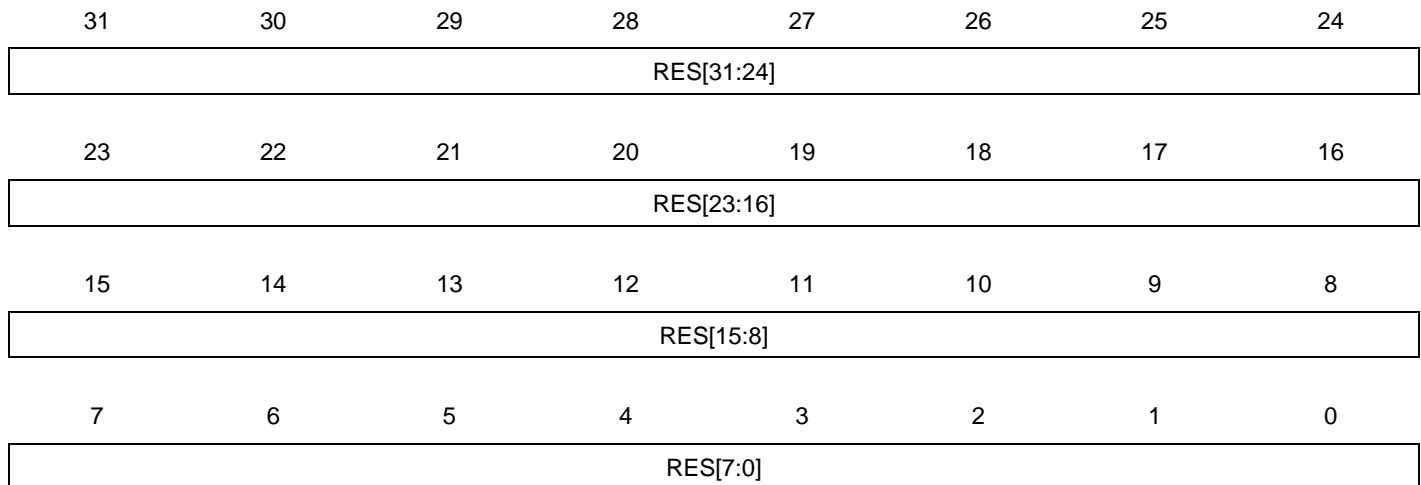 31 30 29 28 27 26 25 24
RES[31:24]
23 22 21 20 19 18 17 16
RES[23:16]
15 14 13 12 11 10 9 8
RES[15:8]
7 6 5 4 3 2 1 0
RES[7:0]